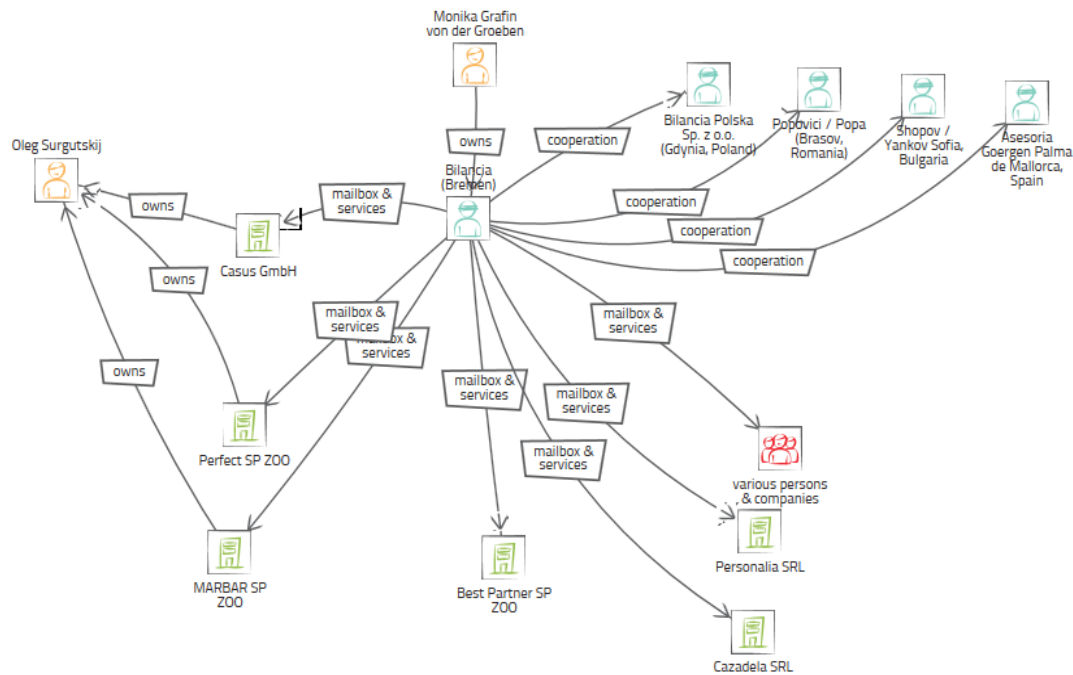 Monika Grafin
von der Groeben
owns
Oleg Surgutskij
Bilancia
(Bremen)
cooperation
Bilancia Polska
Sp. z o.o.
(Gdynia, Poland)
Popovici / Popa
(Brasov,
Romania)
Shopov /
Yankov Sofia,
Bulgaria
Asesoria
Goergen Palma
de Mallorca,
Spain
cooperation
cooperation
cooperation
owns
mailbox &
services
Casus GmbH
owns
mailbox &
services
mailbox &
services
owns
mailbox &
services
mailbox &
services
mailbox &
services
mailbox &
services
Perfect SP ZOO
various persons
& companies
MARBAR SP
ZOO
Best Partner SP
ZOO
Personalia SRL
Cazadela SRL